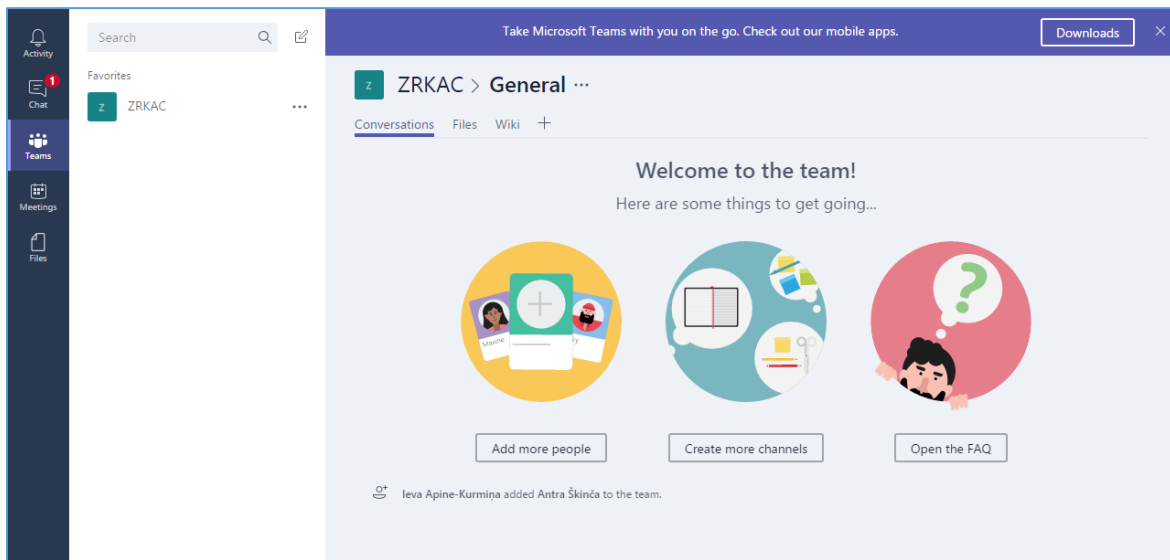 Activity
1
Chat
Teams
Meetings
Files
Search
Favorites
Z ZRKAC ...
Take Microsoft Teams with you on the go. Check out our mobile apps. Downloads
Z ZRKAC > General ...
Conversations Files Wiki +
Welcome to the team!
Here are some things to get going...
Maxine
?
Add more people Create more channels Open the FAQ
Ieva Apine-Kurmiņa added Antra Škinča to the team.